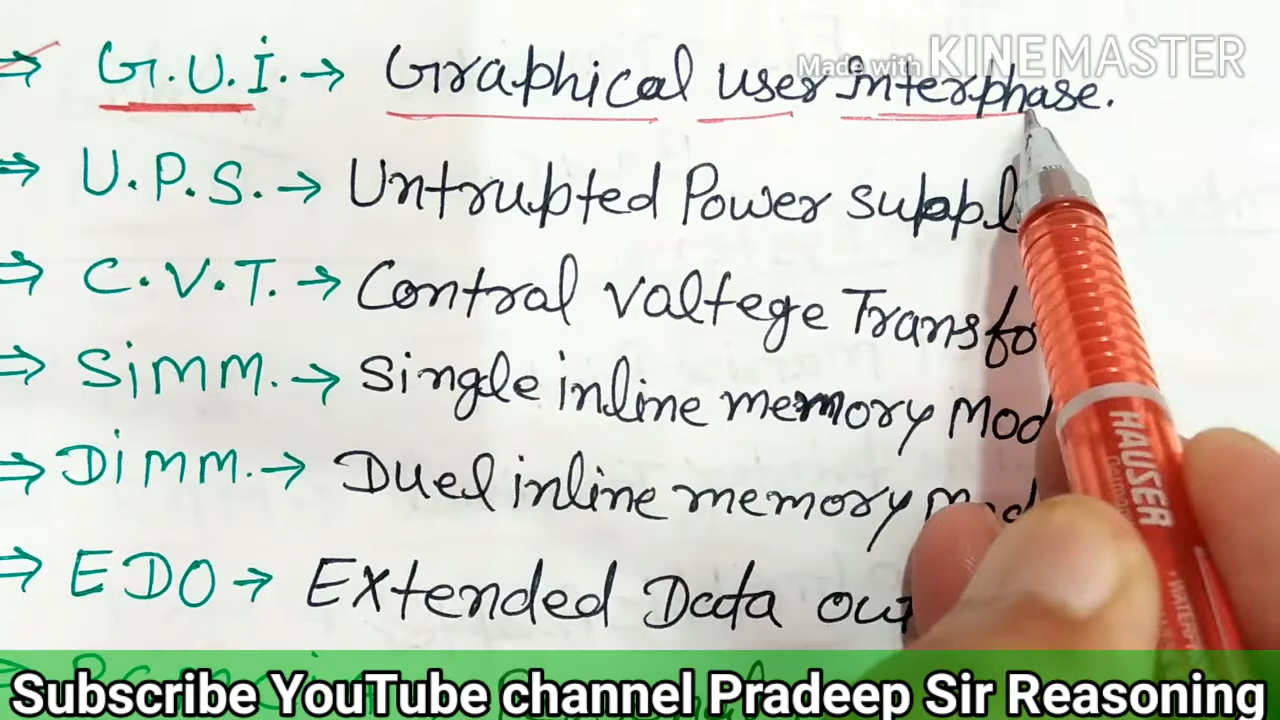 ⇒ G.U.I. → Graphical user interphase.
Made with KINEMASTER
⇒ U.P.S. → Untrupted Power suppl
⇒ C.V.T. → Control valtege Transfo
⇒ SIMM. → Single inline memory Mod
⇒ DIMM. → Duel inline memory Mod
⇒ EDO → Extended Data out
HAUSER
Subscribe YouTube channel Pradeep Sir Reasoning